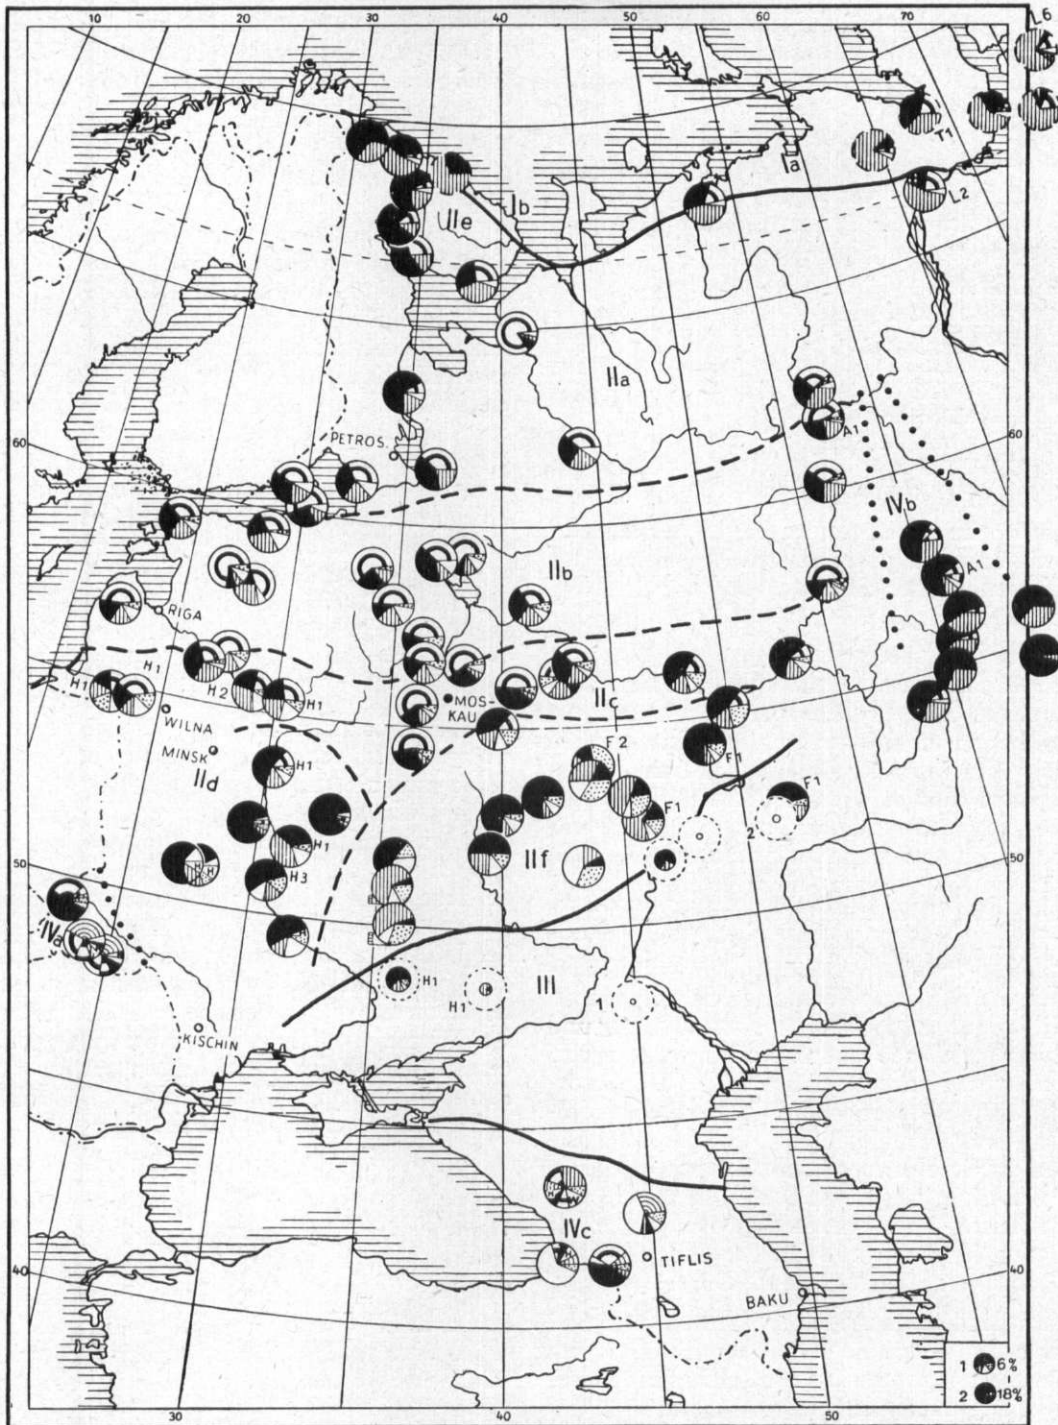 10 20 30 40 50 60 70
L6
T1
Ia
L2
Ib
IIe
IIa
60
60
PETROS.
A1
IVb
A1
IIb
RIGA
H1
H1
H2
H1
IIc
MOS-
KAU
WILNA
MINSK
IId
H1
F2
F1
F1
F1
H1
2
50
50
IIf
H H
H3
IVa
H1
H1
III
1
KISCHIN
H
IVc
TIFLIS
40
40
BAKU
1 6%
2 18%
30 40 50